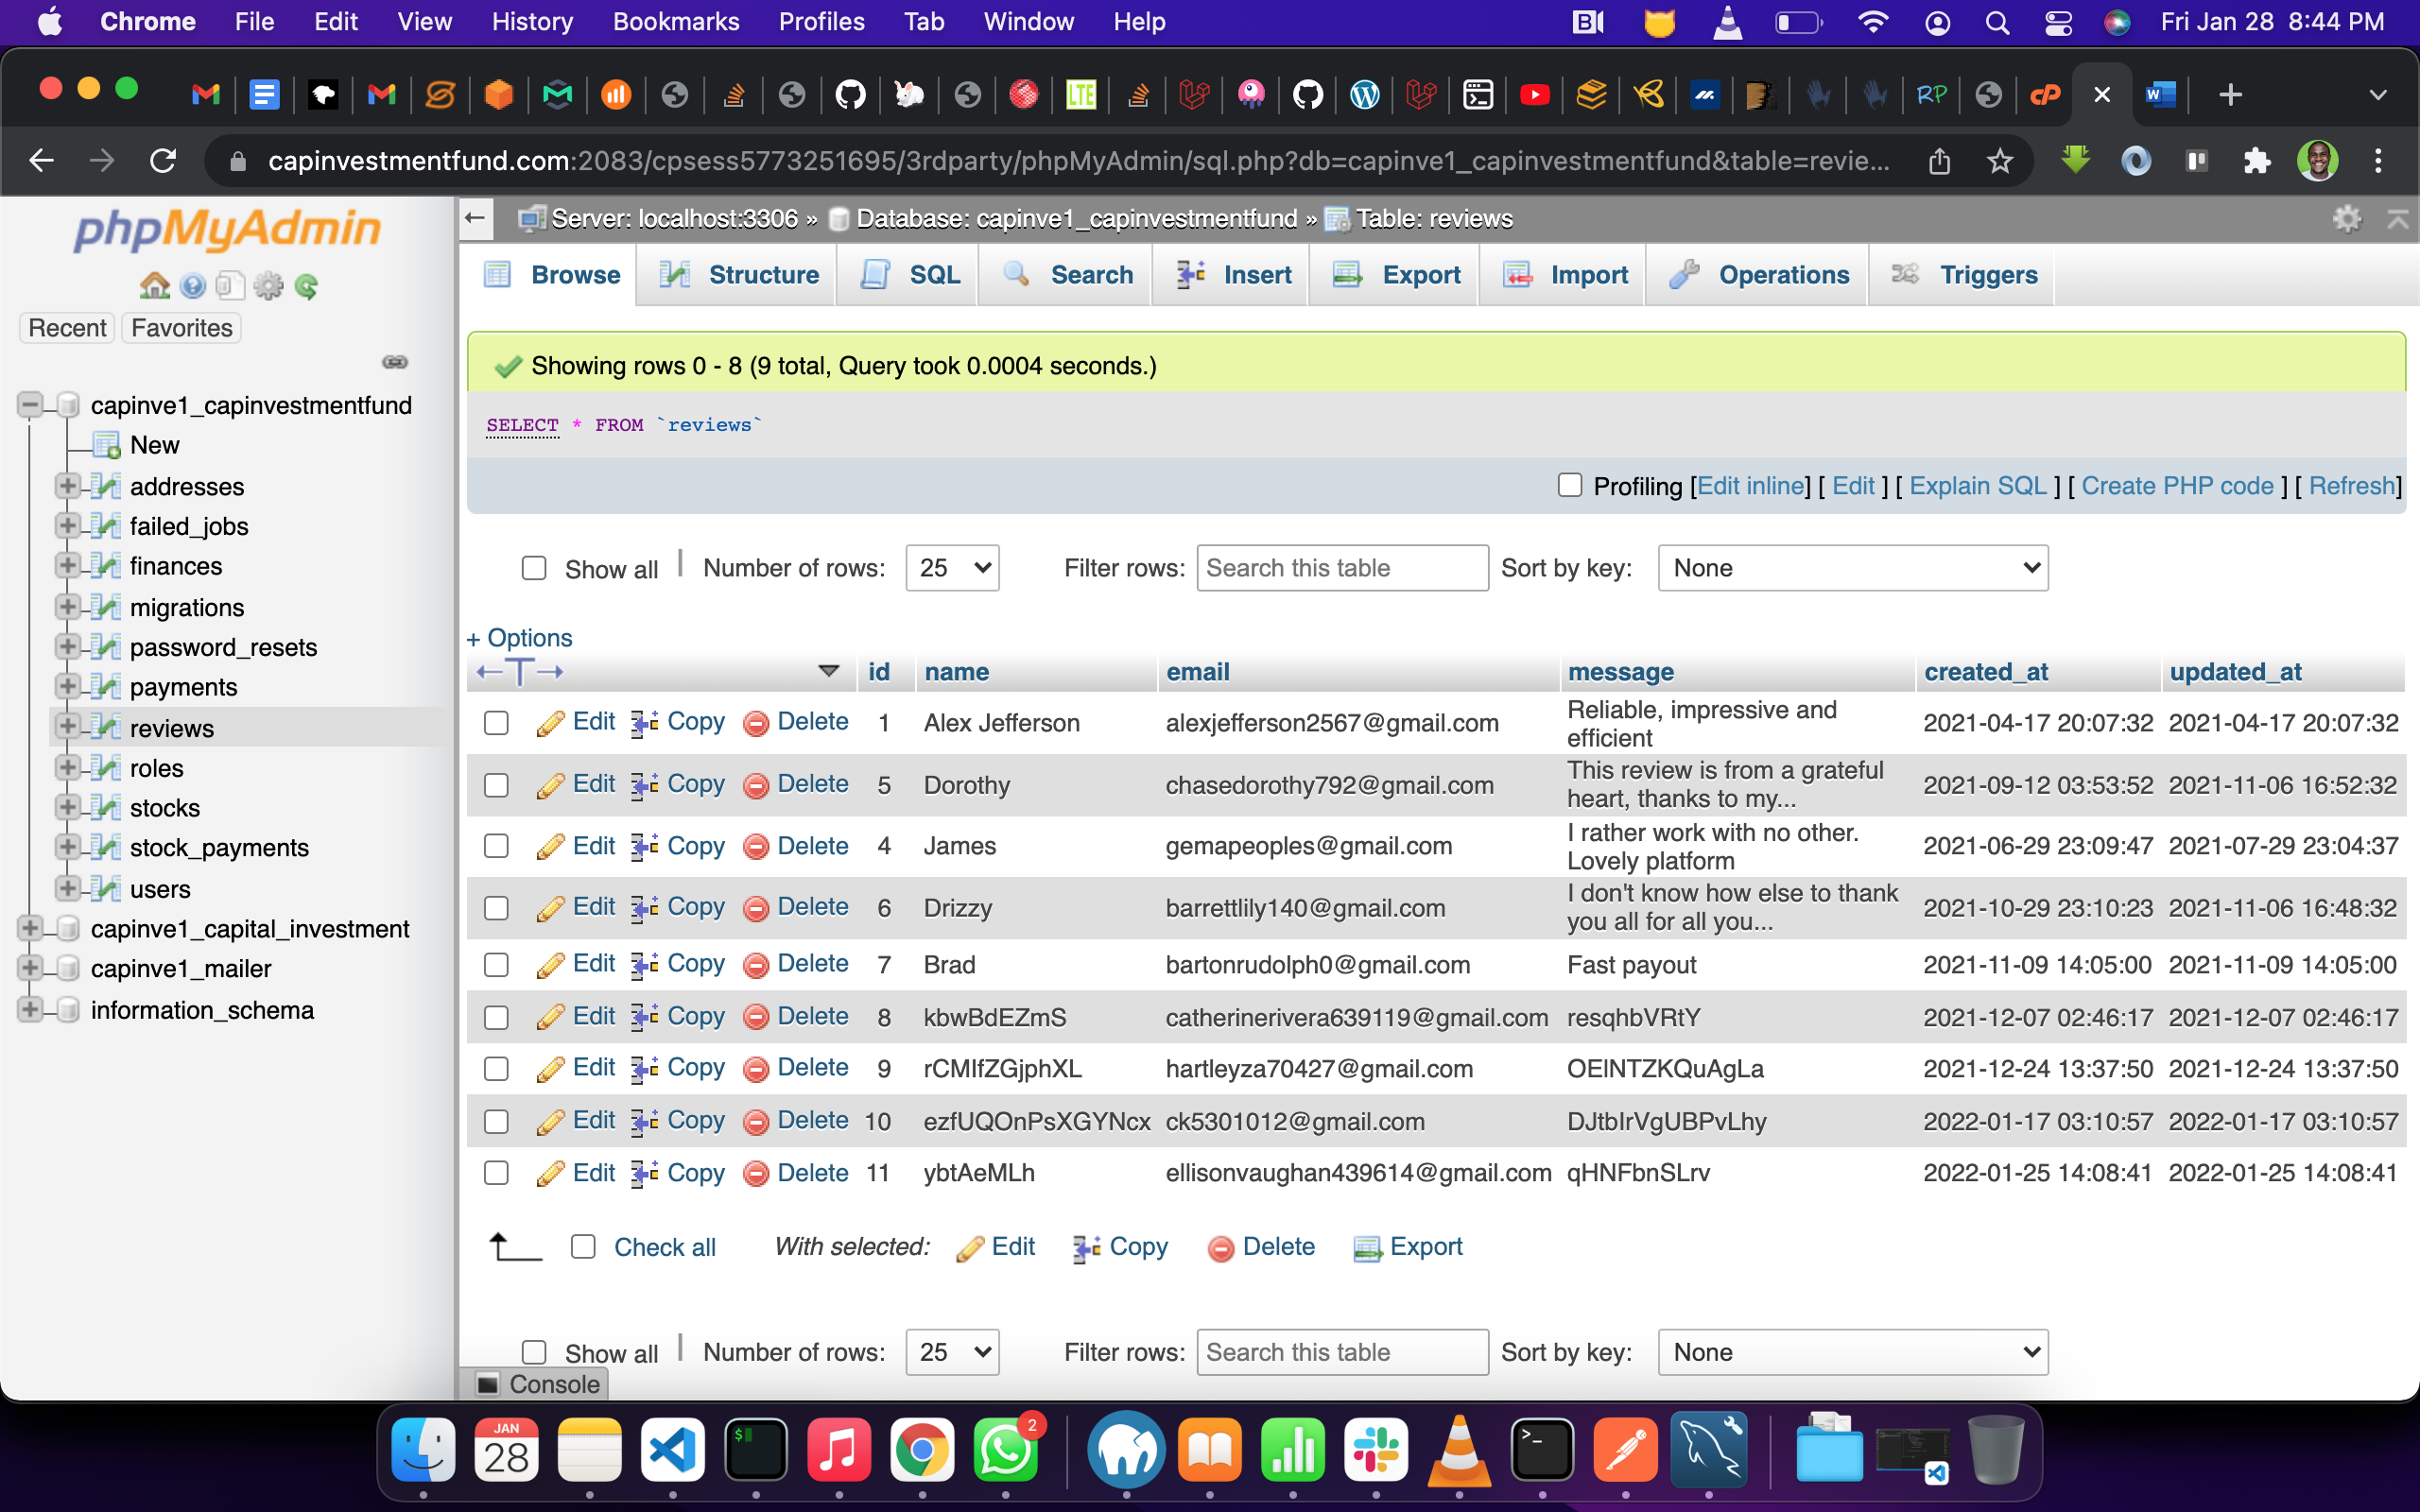 Chrome File Edit View History Bookmarks Profiles Tab Window Help Fri Jan 28 8:44 PM
capinvestmentfund.com:2083/cpsess5773251695/3rdparty/phpMyAdmin/sql.php?db=capinve1_capinvestmentfund&table=revie...
phpMyAdmin
Recent Favorites
capinve1_capinvestmentfund
New
addresses
failed_jobs
finances
migrations
password_resets
payments
reviews
roles
stocks
stock_payments
users
capinve1_capital_investment
capinve1_mailer
information_schema
Server: localhost:3306 » Database: capinve1_capinvestmentfund » Table: reviews
Browse Structure SQL Search Insert Export Import Operations Triggers
Showing rows 0 - 8 (9 total, Query took 0.0004 seconds.)
SELECT * FROM `reviews`
Profiling [Edit inline] [ Edit ] [ Explain SQL ] [ Create PHP code ] [ Refresh]
Show all Number of rows: 25 Filter rows: Search this table Sort by key: None
+ Options
id name email message created_at updated_at
Edit Copy Delete 1 Alex Jefferson alexjefferson2567@gmail.com Reliable, impressive and
efficient 2021-04-17 20:07:32 2021-04-17 20:07:32
Edit Copy Delete 5 Dorothy chasedorothy792@gmail.com This review is from a grateful
heart, thanks to my... 2021-09-12 03:53:52 2021-11-06 16:52:32
Edit Copy Delete 4 James gemapeoples@gmail.com I rather work with no other.
Lovely platform 2021-06-29 23:09:47 2021-07-29 23:04:37
Edit Copy Delete 6 Drizzy barrettlily140@gmail.com I don't know how else to thank
you all for all you... 2021-10-29 23:10:23 2021-11-06 16:48:32
Edit Copy Delete 7 Brad bartonrudolph0@gmail.com Fast payout 2021-11-09 14:05:00 2021-11-09 14:05:00
Edit Copy Delete 8 kbwBdEZmS catherinerivera639119@gmail.com resqhbVRtY 2021-12-07 02:46:17 2021-12-07 02:46:17
Edit Copy Delete 9 rCMIfZGjphXL hartleyza70427@gmail.com OElNTZKQuAgLa 2021-12-24 13:37:50 2021-12-24 13:37:50
Edit Copy Delete 10 ezfUQOnPsXGYNcx ck5301012@gmail.com DJtbIrVgUBPvLhy 2022-01-17 03:10:57 2022-01-17 03:10:57
Edit Copy Delete 11 ybtAeMLh ellisonvaughan439614@gmail.com qHNFbnSLrv 2022-01-25 14:08:41 2022-01-25 14:08:41
Check all With selected: Edit Copy Delete Export
Show all Number of rows: 25 Filter rows: Search this table Sort by key: None
Console
JAN
28
2